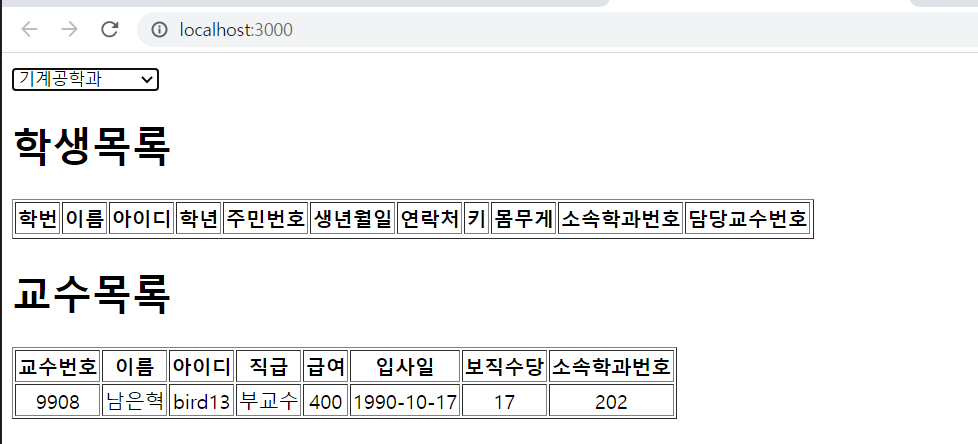 localhost:3000
기계공학과
학생목록
학번 이름 아이디 학년 주민번호 생년월일 연락처 키 몸무게 소속학과번호 담당교수번호
교수목록
교수번호 이름 아이디 직급 급여 입사일 보직수당 소속학과번호
9908 남은혁 bird13 부교수 400 1990-10-17 17 202